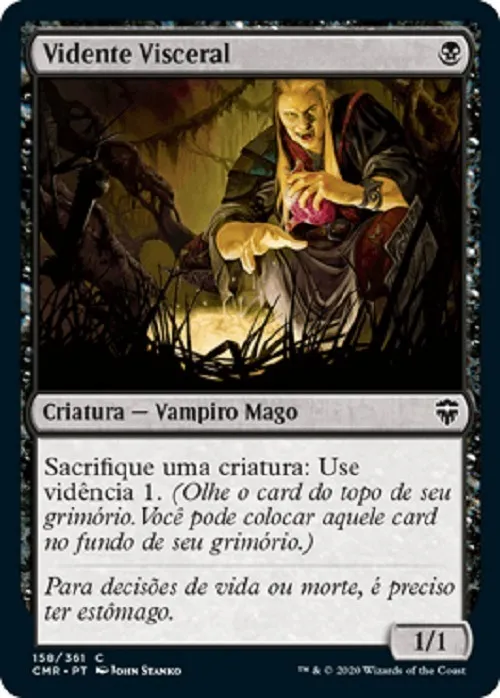 Vidente Visceral
Criatura — Vampiro Mago
Sacrifique uma criatura: Use
vidência 1. (Olhe o card do topo de seu
grimório. Você pode colocar aquele card
no fundo de seu grimório.)
Para decisões de vida ou morte, é preciso
ter estômago.
1/1
158/361 C
CMR • PT John Stanko
™ & © 2020 Wizards of the Coast